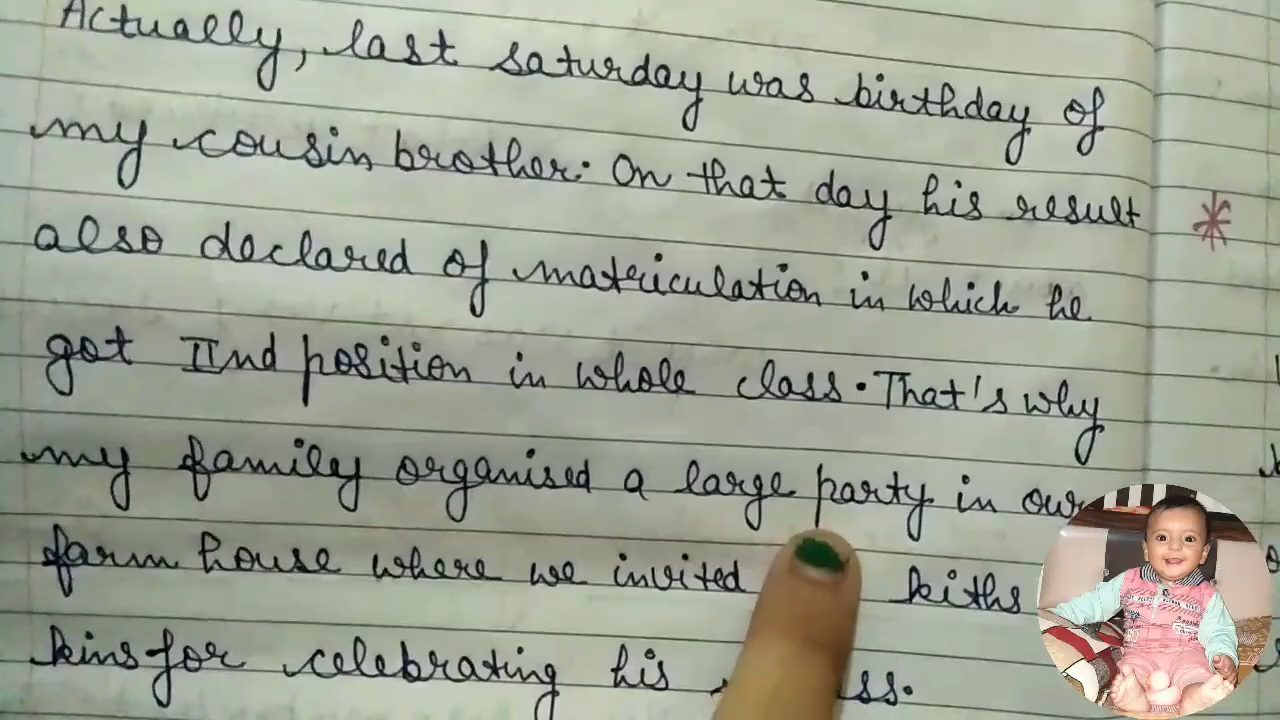 Actually, last saturday was birthday of
my cousin brother. On that day his result
also declared of matriculation in which he
got IInd position in whole class. That's why
my family organised a large party in our
farm house where we invited kiths
kins for celebrating his